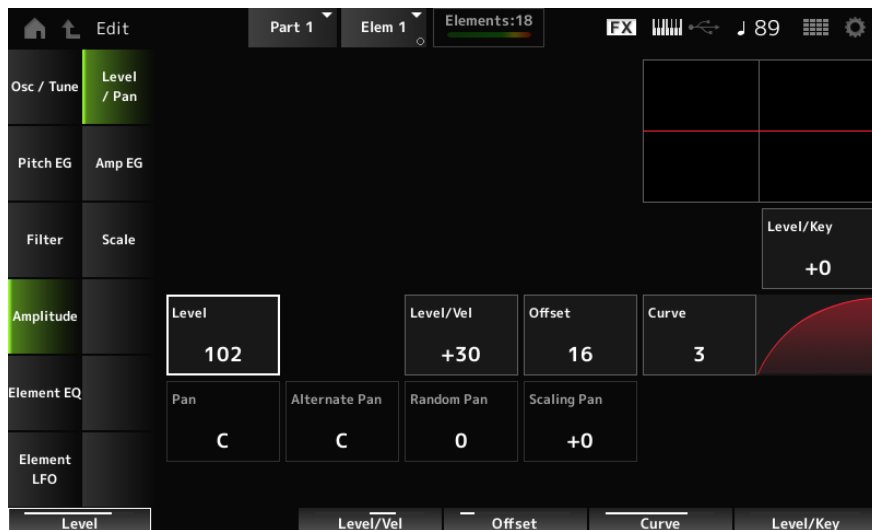 Edit
Part 1
Elem 1
Elements:18
FX
89
Osc / Tune
Level
/ Pan
Pitch EG
Amp EG
Filter
Scale
Level/Key
+0
Amplitude
Level
102
Level/Vel
+30
Offset
16
Curve
3
Element EQ
Pan
C
Alternate Pan
C
Random Pan
0
Scaling Pan
+0
Element
LFO
Level
Level/Vel
Offset
Curve
Level/Key